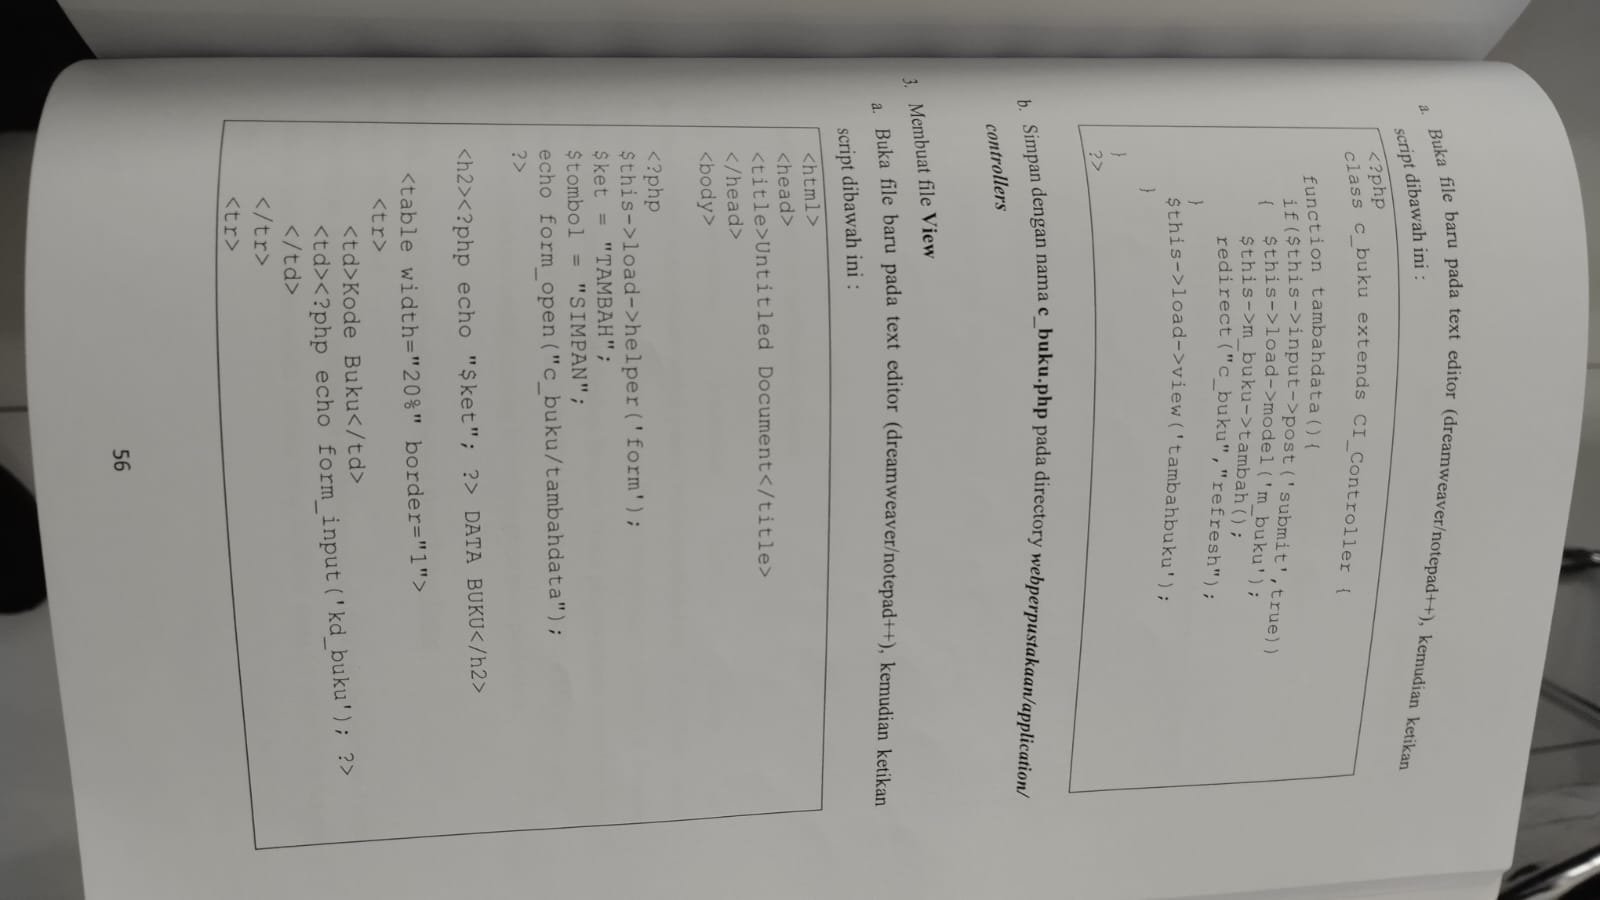 a. Buka file baru pada text editor (dreamweaver/notepad++), kemudian ketikan
script dibawah ini :
<?php
class c_buku extends CI_Controller {
function tambahdata(){
if($this->input->post('submit',true))
{
$this->load->model('m_buku');
$this->m_buku->tambah();
redirect("c_buku","refresh");
}
$this->load->view('tambahbuku');
}
}
?>
b. Simpan dengan nama c_buku.php pada directory webperpustakaan/application/
controllers
3. Membuat file View
a. Buka file baru pada text editor (dreamweaver/notepad++), kemudian ketikan
script dibawah ini :
<html>
<head>
<title>Untitled Document</title>
</head>
<body>
<?php
$this->load->helper('form');
$ket = "TAMBAH";
$tombol = "SIMPAN";
echo form_open("c_buku/tambahdata");
?>
<h2><?php echo "$ket"; ?> DATA BUKU</h2>
<table width="20%" border="1">
<tr>
<td>Kode Buku</td>
<td><?php echo form_input('kd_buku'); ?>
</td>
</tr>
<tr>
56